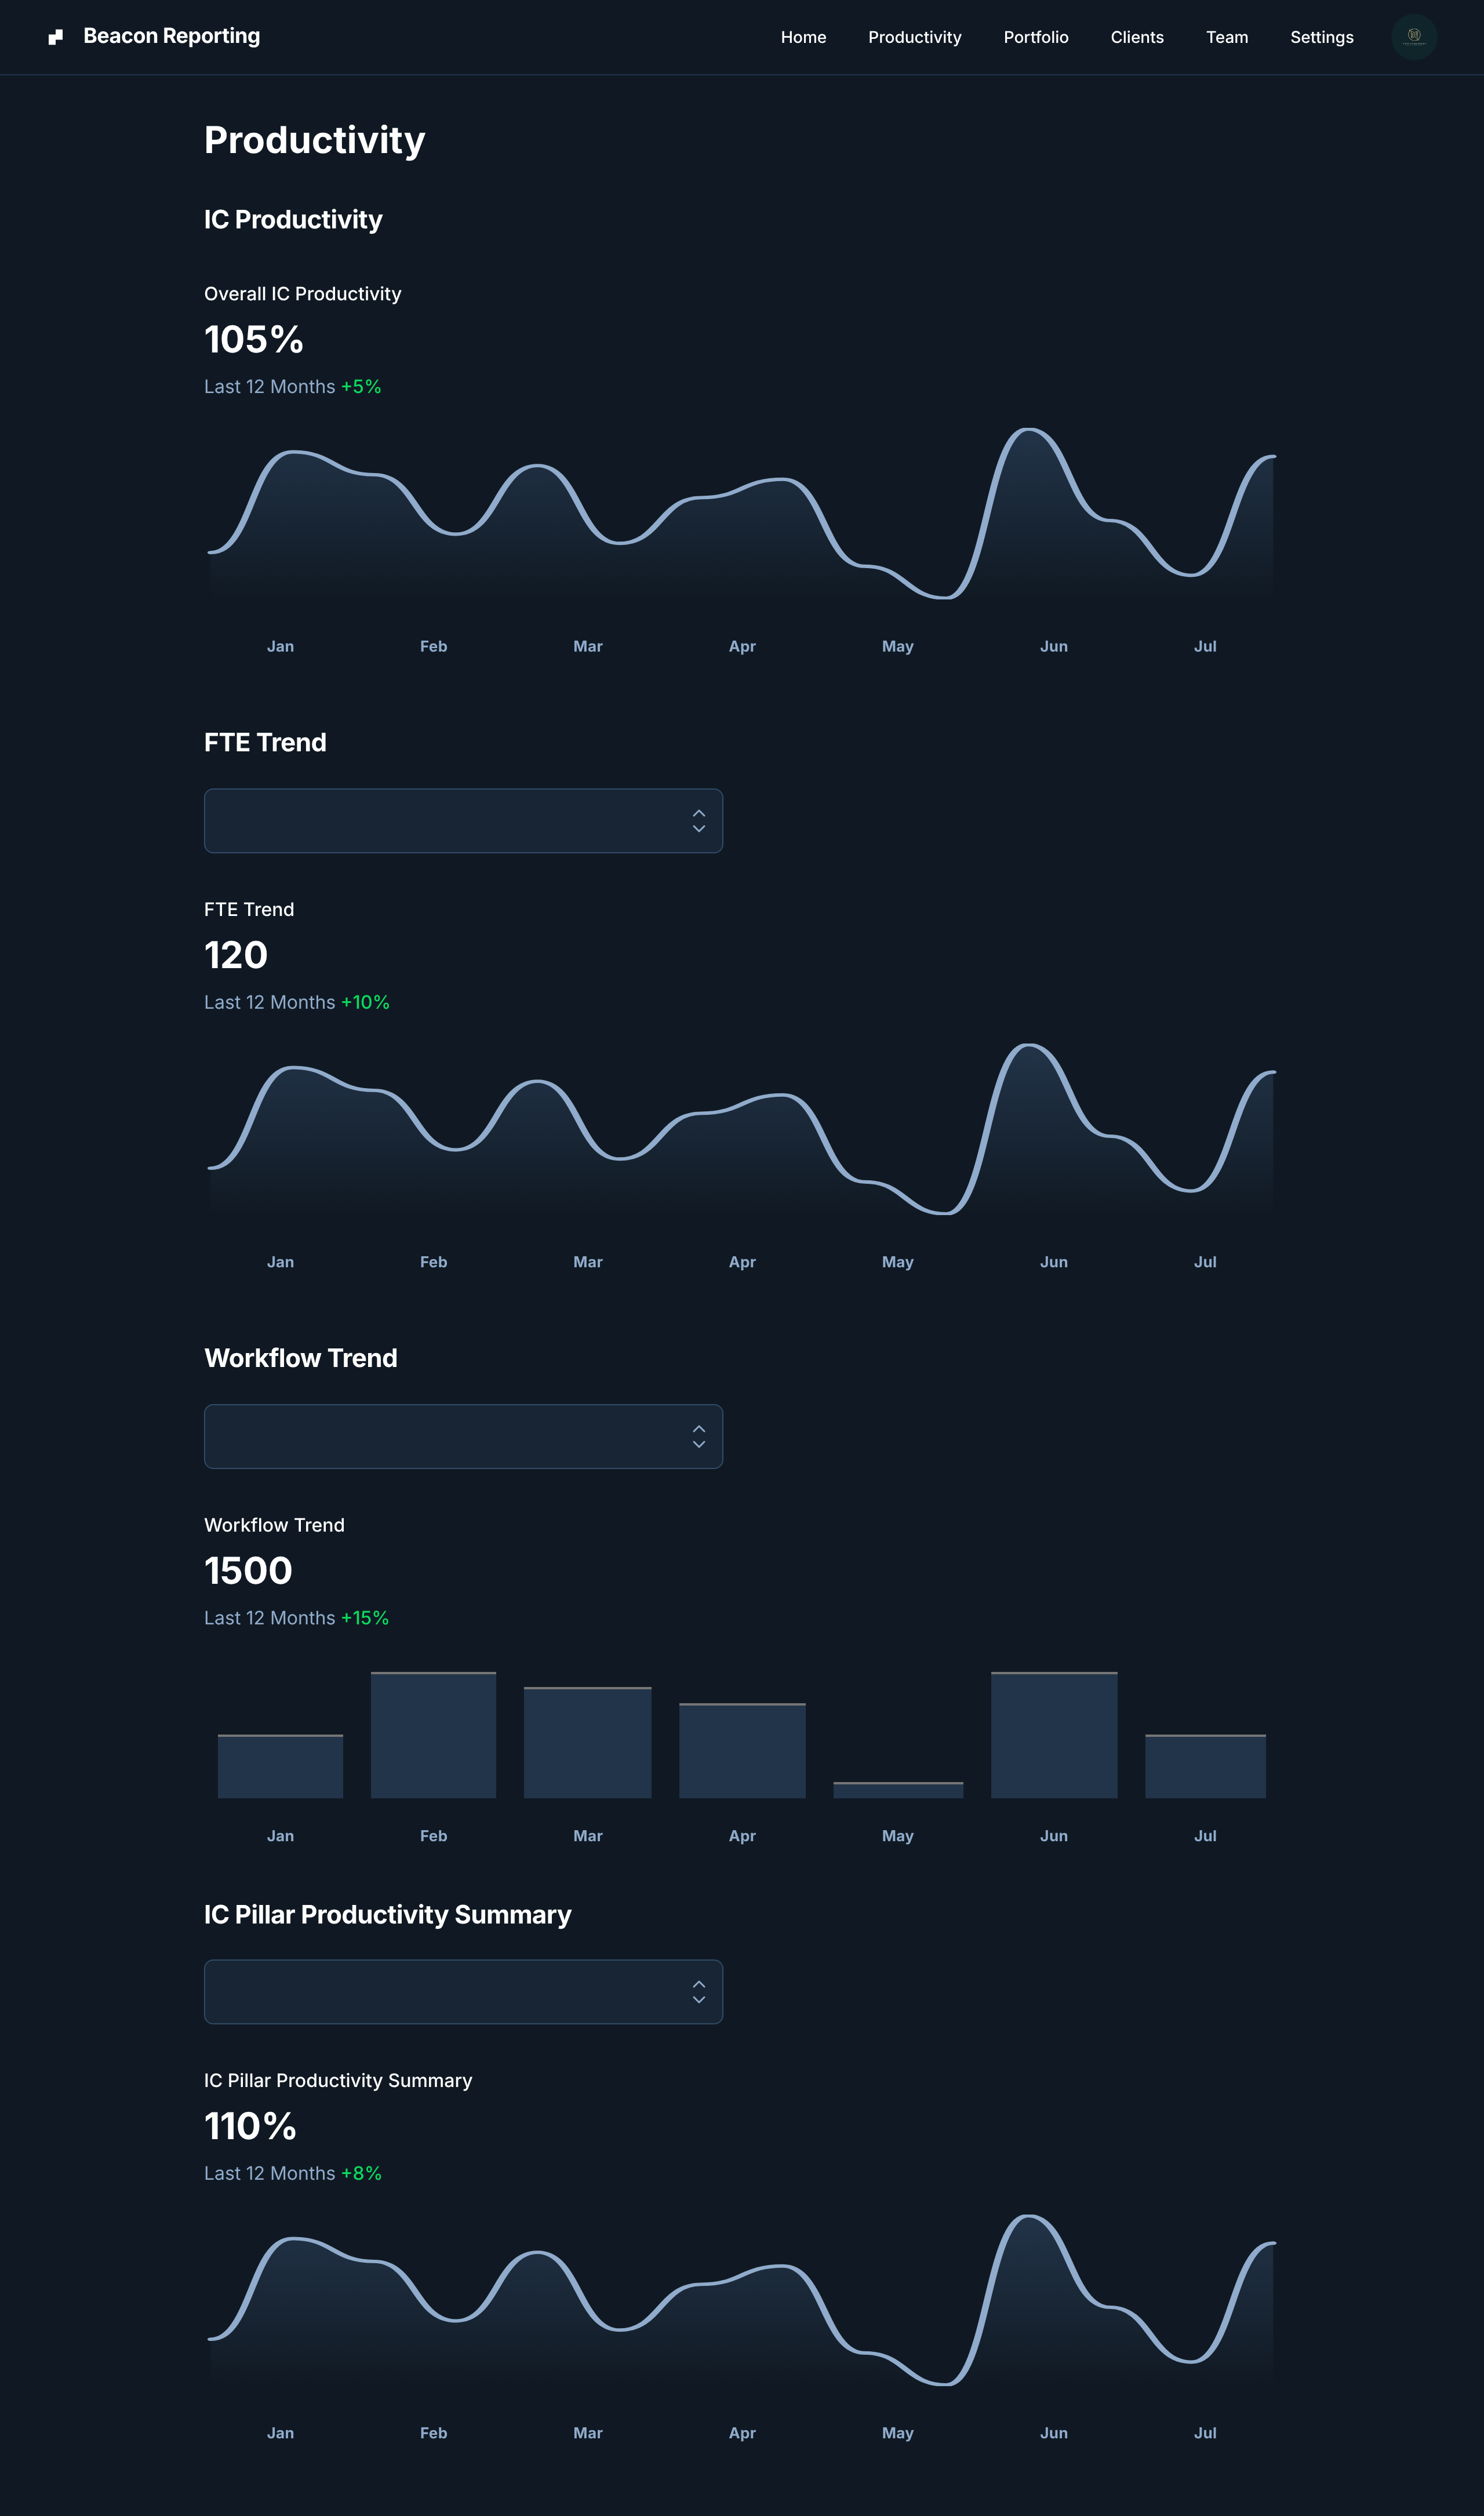 Beacon Reporting
Home Productivity Portfolio Clients Team Settings
Productivity
IC Productivity
Overall IC Productivity
105%
Last 12 Months +5%
Jan Feb Mar Apr May Jun Jul
FTE Trend
FTE Trend
120
Last 12 Months +10%
Jan Feb Mar Apr May Jun Jul
Workflow Trend
Workflow Trend
1500
Last 12 Months +15%
Jan Feb Mar Apr May Jun Jul
IC Pillar Productivity Summary
IC Pillar Productivity Summary
110%
Last 12 Months +8%
Jan Feb Mar Apr May Jun Jul